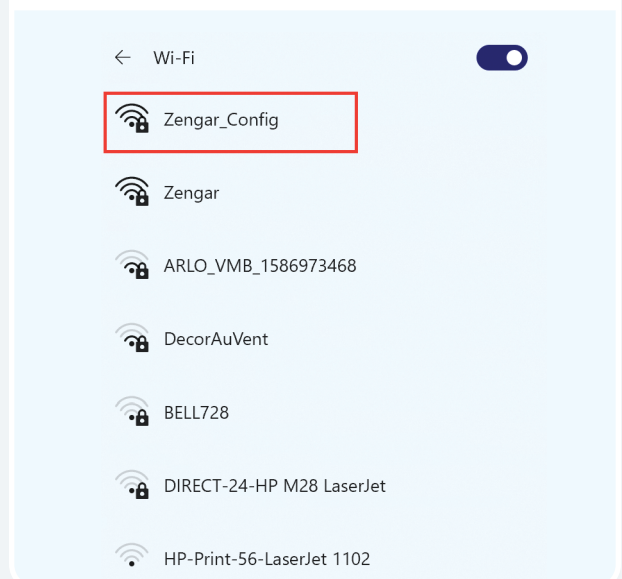 Wi-Fi
Zengar_Config
Zengar
ARLO_VMB_1586973468
DecorAuVent
BELL728
DIRECT-24-HP M28 LaserJet
HP-Print-56-LaserJet 1102